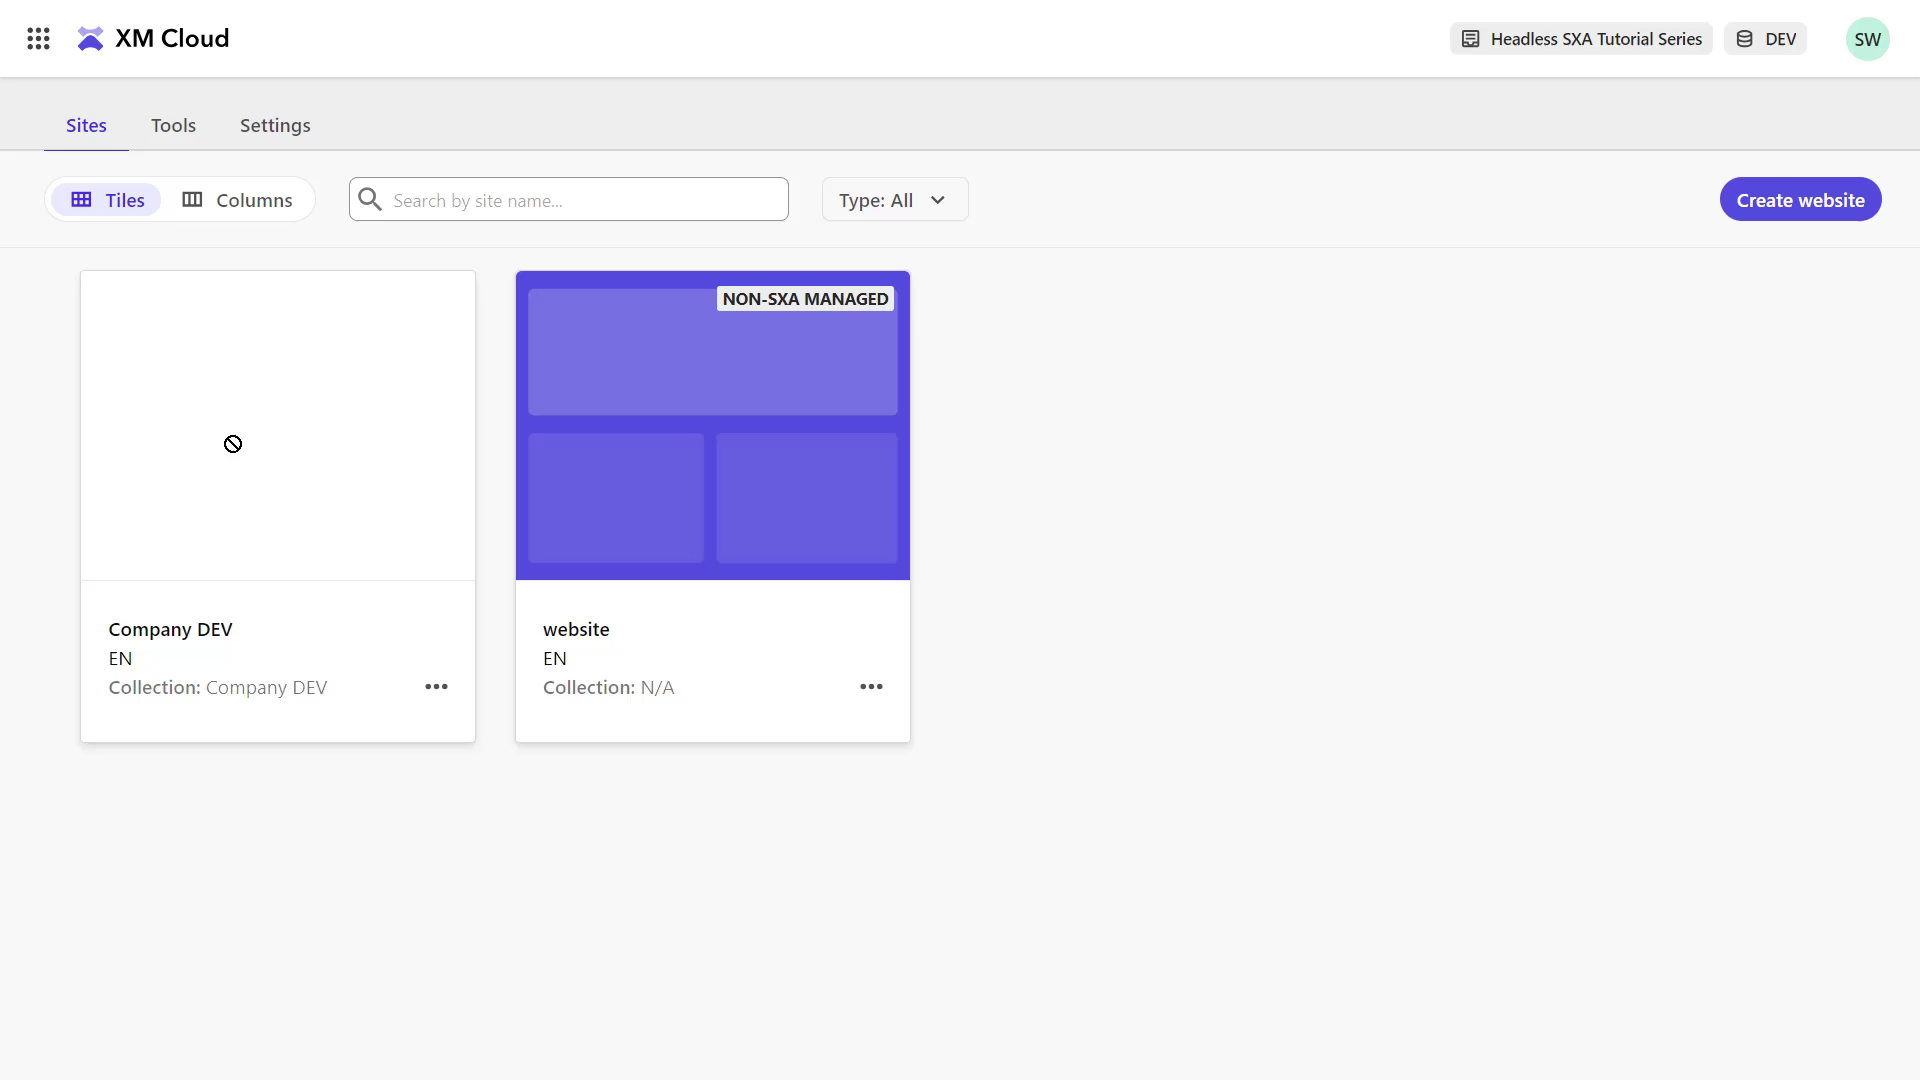 XM Cloud
Headless SXA Tutorial Series
DEV
SW
Sites
Tools
Settings
Tiles
Columns
Search by site name...
Type: All
Create website
NON-SXA MANAGED
Company DEV
EN
Collection: Company DEV
website
EN
Collection: N/A